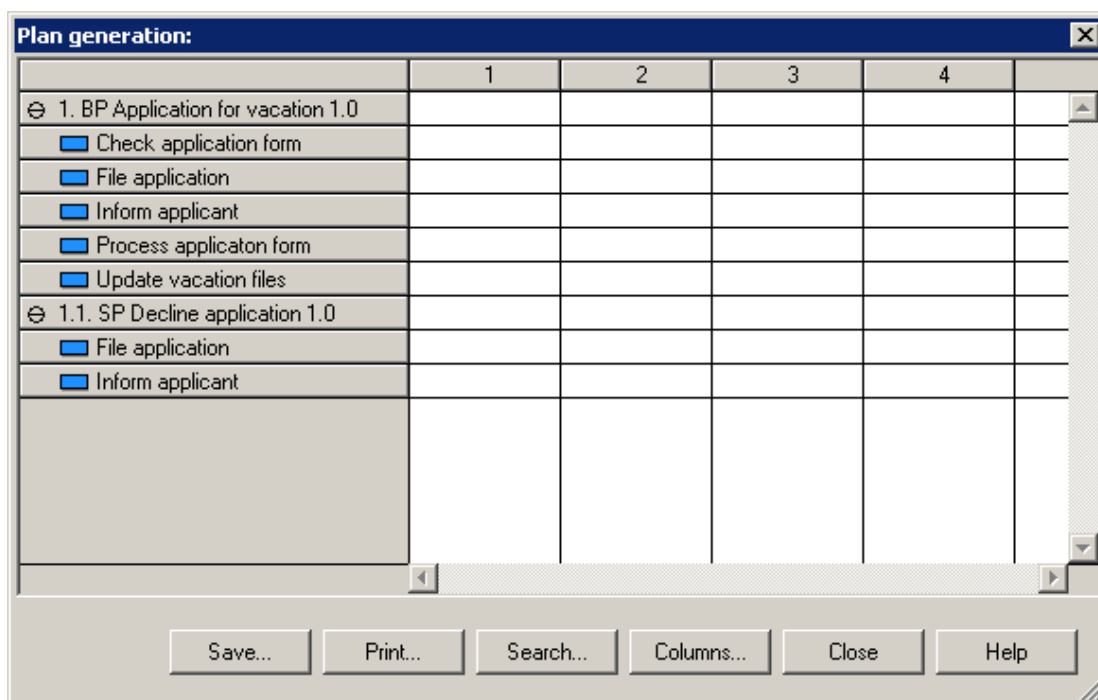 Plan generation:
1 2 3 4
1. BP Application for vacation 1.0
Check application form
File application
Inform applicant
Process applicaton form
Update vacation files
1.1. SP Decline application 1.0
File application
Inform applicant
Save... Print... Search... Columns... Close Help